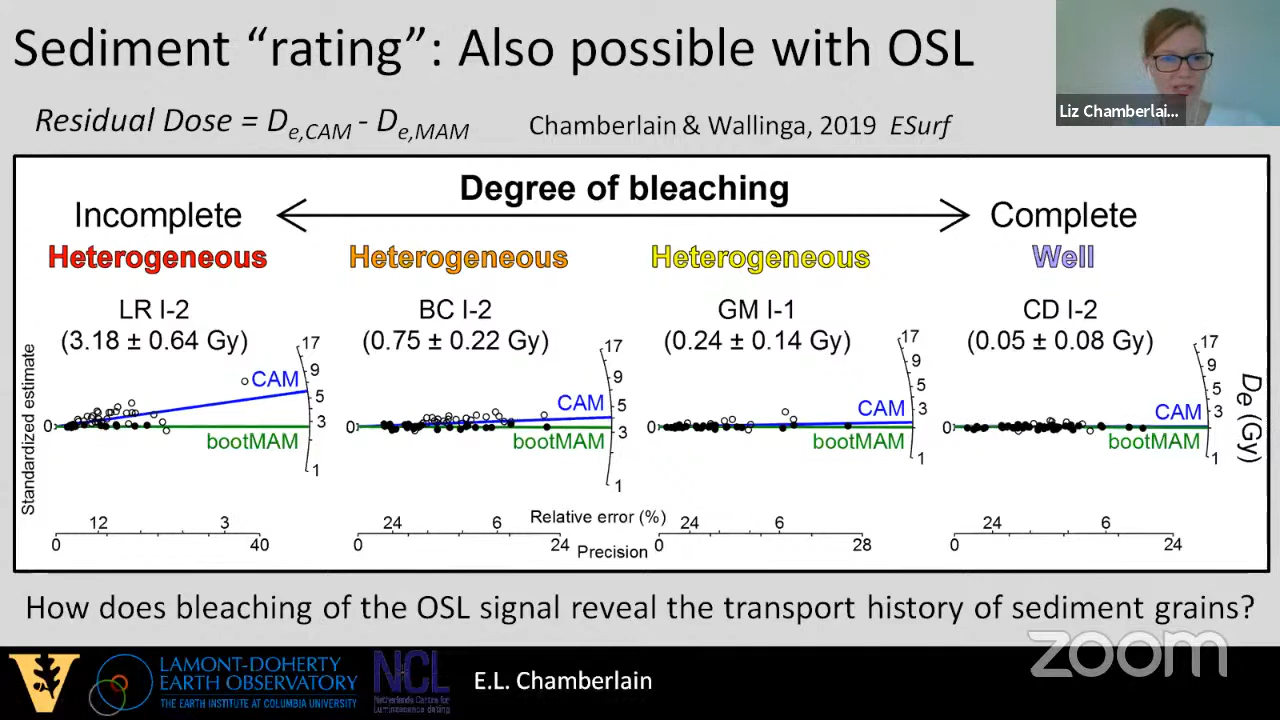 Sediment “rating”: Also possible with OSL
Liz Chamberlai...
Residual Dose = De,CAM - De,MAM
Chamberlain & Wallinga, 2019 ESurf
Degree of bleaching
Incomplete
Complete
Heterogeneous
Heterogeneous
Heterogeneous
Well
LR I-2
(3.18 ± 0.64 Gy)
BC I-2
(0.75 ± 0.22 Gy)
GM I-1
(0.24 ± 0.14 Gy)
CD I-2
(0.05 ± 0.08 Gy)
Standardized estimate
0
17
9
5
3
1
CAM
bootMAM
0
17
9
5
3
1
CAM
bootMAM
0
17
9
5
3
1
CAM
bootMAM
0
17
9
5
3
1
CAM
bootMAM
De (Gy)
12 3
0 40
24 6
0 24
Relative error (%)
Precision
24 6
0 28
24 6
0 24
How does bleaching of the OSL signal reveal the transport history of sediment grains?
zoom
V
LAMONT-DOHERTY
EARTH OBSERVATORY
THE EARTH INSTITUTE AT COLUMBIA UNIVERSITY
NCL
Netherlands Centre for
Luminescence dating
E.L. Chamberlain